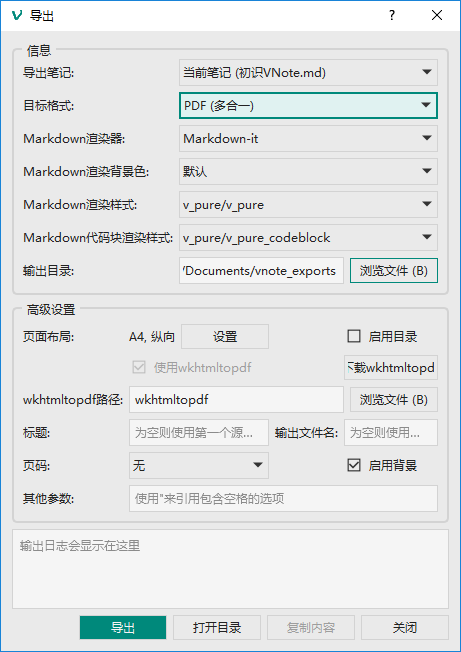 导出
信息
导出笔记: 当前笔记 (初识VNote.md)
目标格式: PDF (多合一)
Markdown渲染器: Markdown-it
Markdown渲染背景色: 默认
Markdown渲染样式: v_pure/v_pure
Markdown代码块渲染样式: v_pure/v_pure_codeblock
输出目录: /Documents/vnote_exports 浏览文件 (B)
高级设置
页面布局: A4, 纵向 设置 启用目录
使用wkhtmltopdf 下载wkhtmltopd
wkhtmltopdf路径: wkhtmltopdf 浏览文件 (B)
标题: 为空则使用第一个源... 输出文件名: 为空则使用...
页码: 无 启用背景
其他参数: 使用"来引用包含空格的选项
输出日志会显示在这里
导出 打开目录 复制内容 关闭